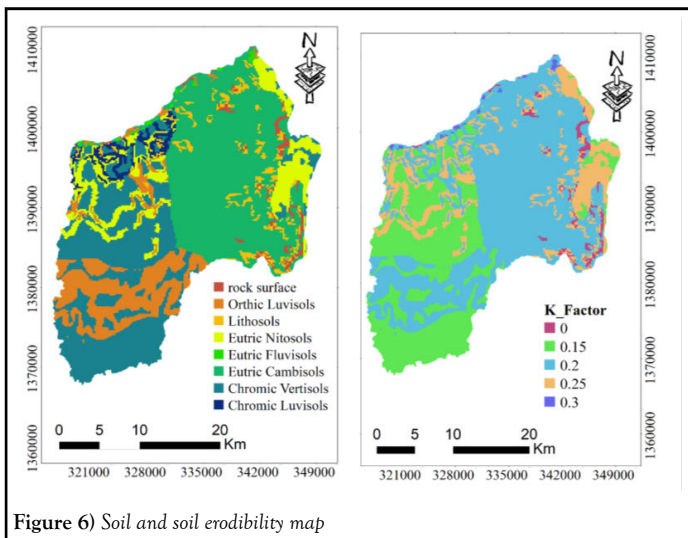 N
1410000
1400000
1390000
1380000
1370000
1360000
rock surface
Orthic Luvisols
Lithosols
Eutric Nitosols
Eutric Fluvisols
Eutric Cambisols
Chromic Vertisols
Chromic Luvisols
0 5 10 20
Km
321000 328000 335000 342000 349000
N
1410000
1400000
1390000
1380000
1370000
1360000
K_Factor
0
0.15
0.2
0.25
0.3
0 5 10 20
Km
321000 328000 335000 342000 349000
Figure 6) Soil and soil erodibility map